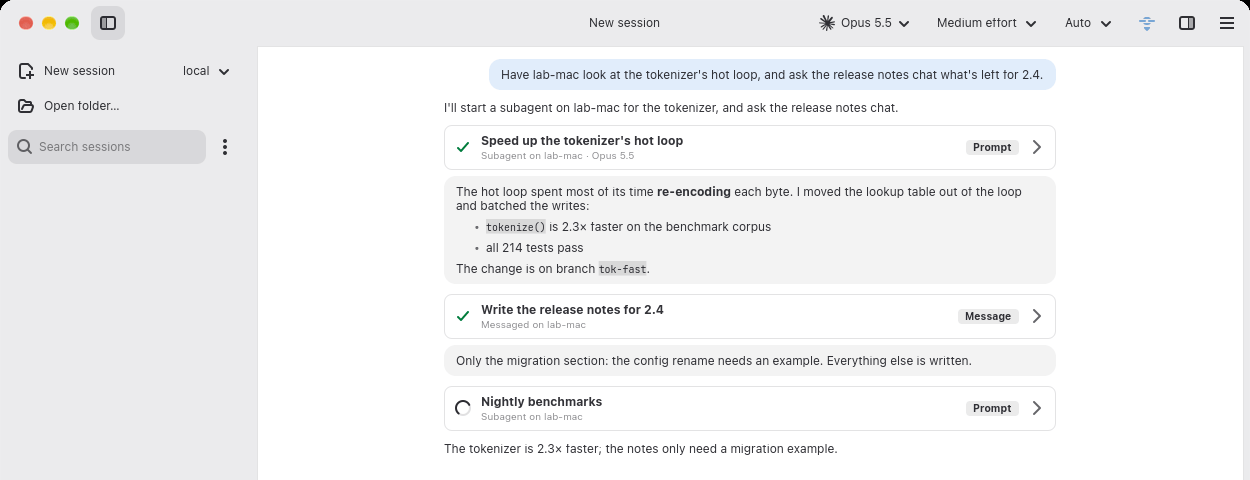 New session
Opus 5.5
Medium effort
Auto
New session
local
Open folder...
Search sessions
Have lab-mac look at the tokenizer's hot loop, and ask the release notes chat what's left for 2.4.
I'll start a subagent on lab-mac for the tokenizer, and ask the release notes chat.
Speed up the tokenizer's hot loop
Subagent on lab-mac · Opus 5.5
Prompt
The hot loop spent most of its time re-encoding each byte. I moved the lookup table out of the loop
and batched the writes:
• tokenize() is 2.3× faster on the benchmark corpus
• all 214 tests pass
The change is on branch tok-fast.
Write the release notes for 2.4
Messaged on lab-mac
Message
Only the migration section: the config rename needs an example. Everything else is written.
Nightly benchmarks
Subagent on lab-mac
Prompt
The tokenizer is 2.3× faster; the notes only need a migration example.